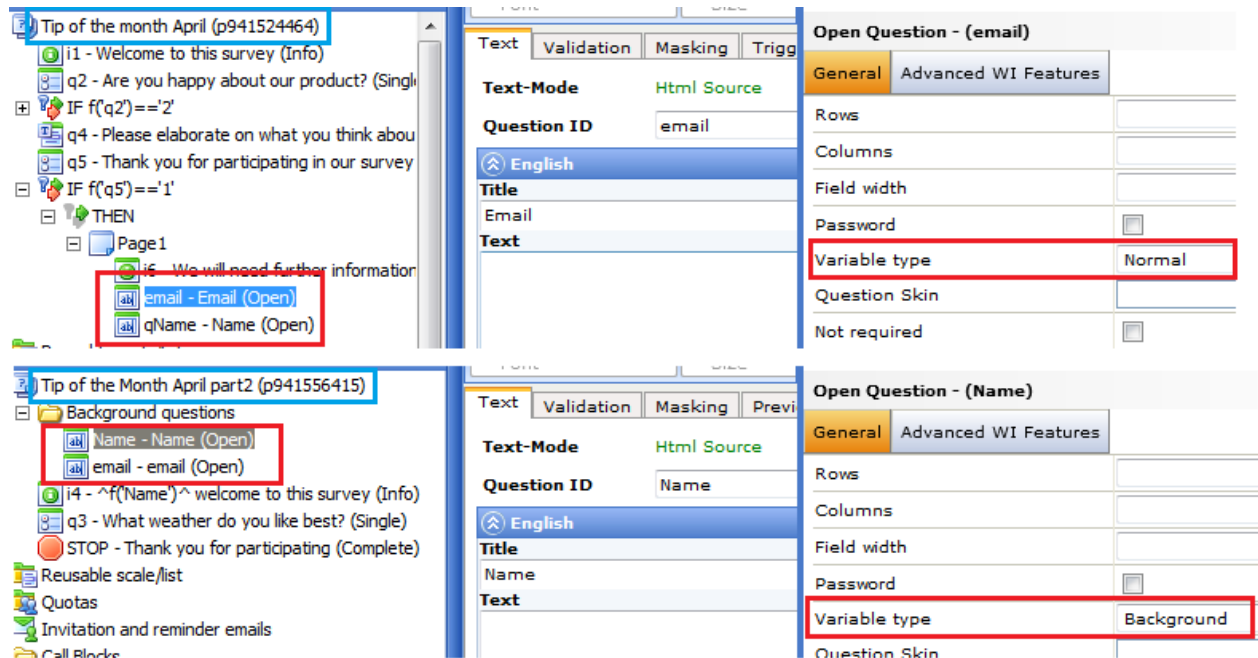 Tip of the month April (p941524464)
i1 - Welcome to this survey (Info)
q2 - Are you happy about our product? (Single
IF f('q2')=='2'
q4 - Please elaborate on what you think abou
q5 - Thank you for participating in our survey
IF f('q5')=='1'
THEN
Page1
i6 - We will need further information
email - Email (Open)
qName - Name (Open)
Font
Size
Text Validation Masking Trigg
Text-Mode Html Source
Question ID email
English
Title
Email
Text
Open Question - (email)
General Advanced WI Features
Rows
Columns
Field width
Password
Variable type Normal
Question Skin
Not required
Tip of the Month April part2 (p941556415)
Background questions
Name - Name (Open)
email - email (Open)
i4 - ^f('Name')^ welcome to this survey (Info)
q3 - What weather do you like best? (Single)
STOP - Thank you for participating (Complete)
Reusable scale/list
Quotas
Invitation and reminder emails
Call Blocks
Text Validation Masking Previ
Text-Mode Html Source
Question ID Name
English
Title
Name
Text
Open Question - (Name)
General Advanced WI Features
Rows
Columns
Field width
Password
Variable type Background
Question Skin